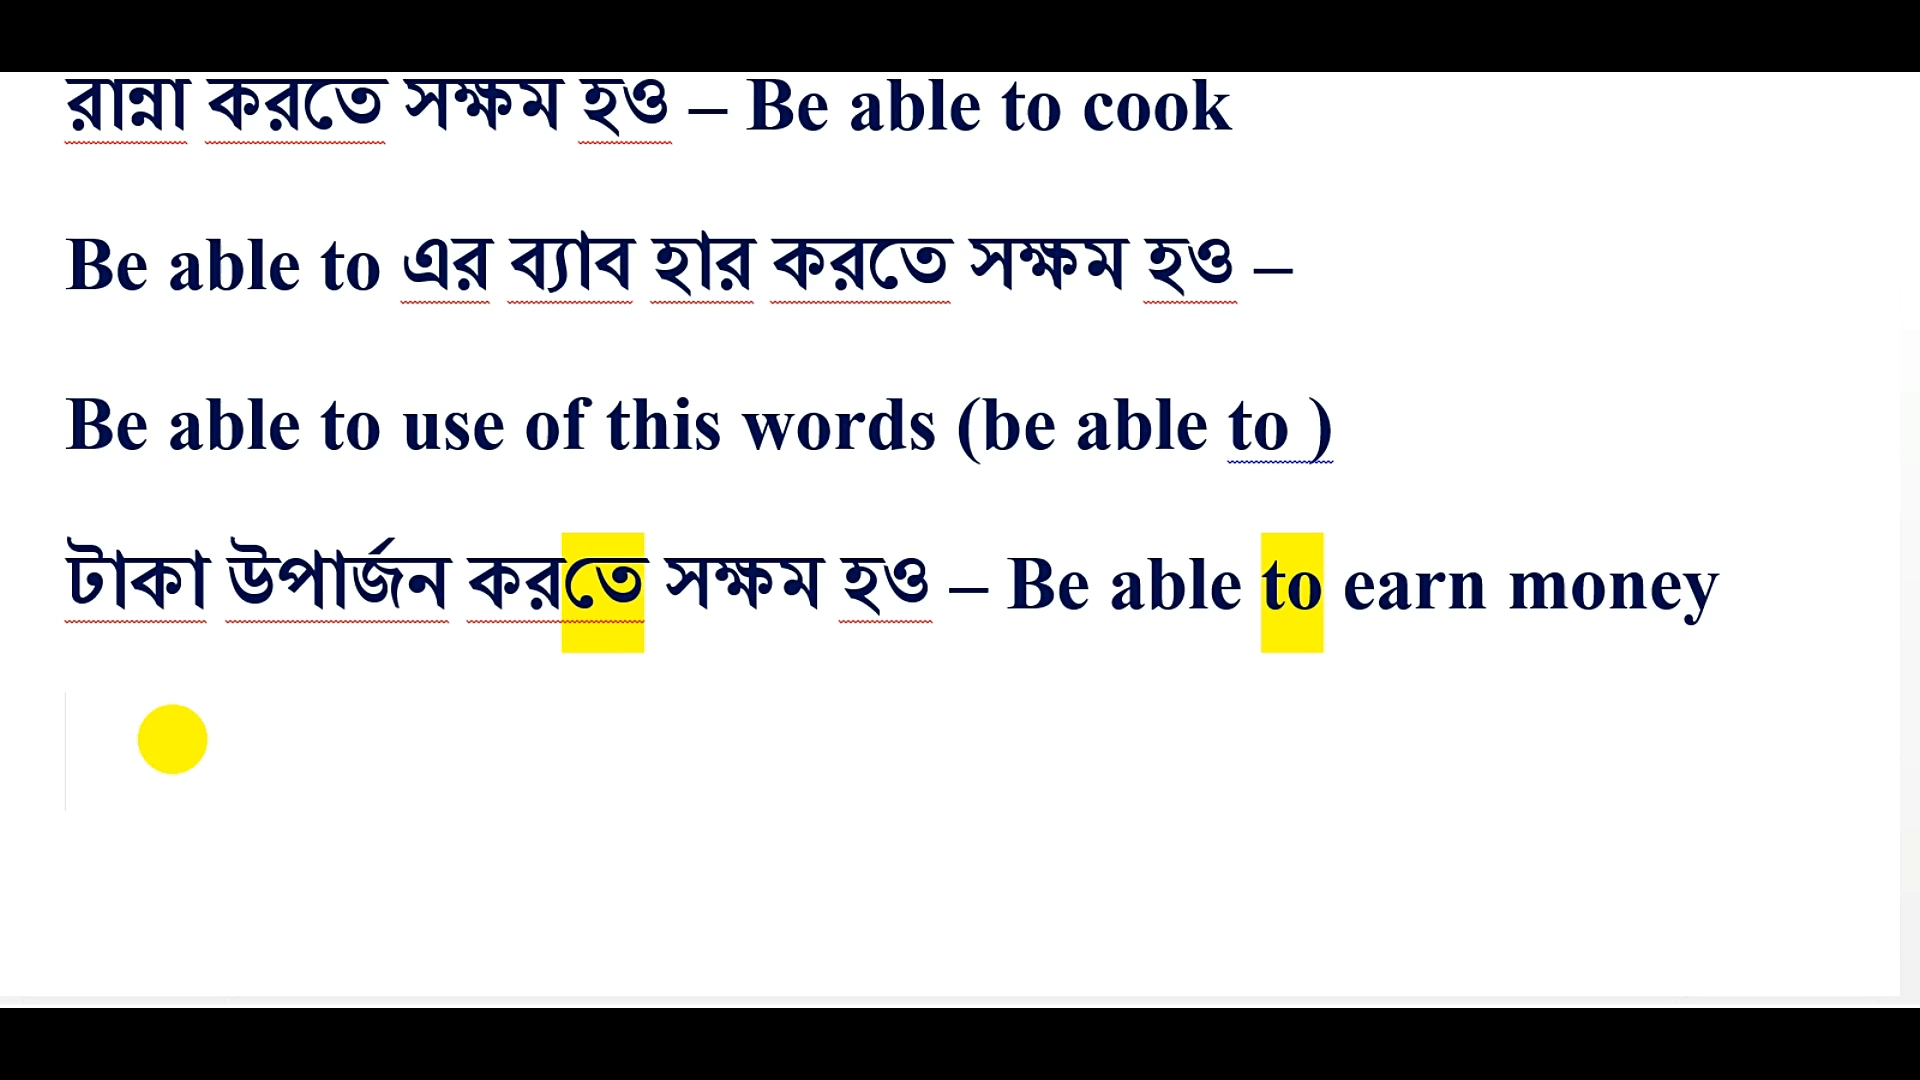 রান্না করতে সক্ষম হও – Be able to cook
Be able to এর ব্যাব হার করতে সক্ষম হও –
Be able to use of this words (be able to )
টাকা উপার্জন করতে সক্ষম হও – Be able to earn money